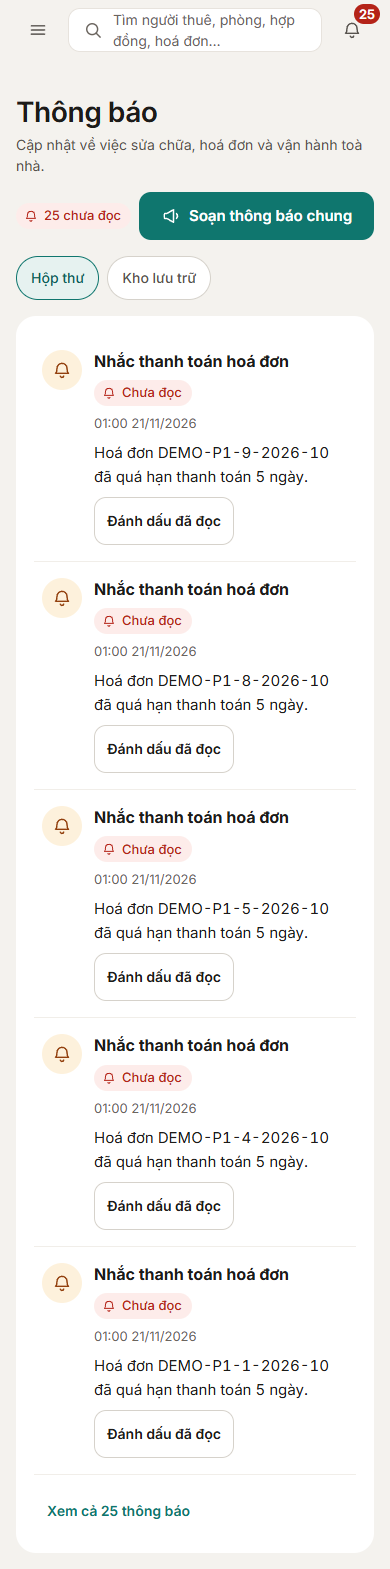 Tìm người thuê, phòng, hợp
đồng, hoá đơn...
25
Thông báo
Cập nhật về việc sửa chữa, hoá đơn và vận hành toà
nhà.
25 chưa đọc
Soạn thông báo chung
Hộp thư
Kho lưu trữ
Nhắc thanh toán hoá đơn
Chưa đọc
01:00 21/11/2026
Hoá đơn DEMO-P1-9-2026-10
đã quá hạn thanh toán 5 ngày.
Đánh dấu đã đọc
Nhắc thanh toán hoá đơn
Chưa đọc
01:00 21/11/2026
Hoá đơn DEMO-P1-8-2026-10
đã quá hạn thanh toán 5 ngày.
Đánh dấu đã đọc
Nhắc thanh toán hoá đơn
Chưa đọc
01:00 21/11/2026
Hoá đơn DEMO-P1-5-2026-10
đã quá hạn thanh toán 5 ngày.
Đánh dấu đã đọc
Nhắc thanh toán hoá đơn
Chưa đọc
01:00 21/11/2026
Hoá đơn DEMO-P1-4-2026-10
đã quá hạn thanh toán 5 ngày.
Đánh dấu đã đọc
Nhắc thanh toán hoá đơn
Chưa đọc
01:00 21/11/2026
Hoá đơn DEMO-P1-1-2026-10
đã quá hạn thanh toán 5 ngày.
Đánh dấu đã đọc
Xem cả 25 thông báo